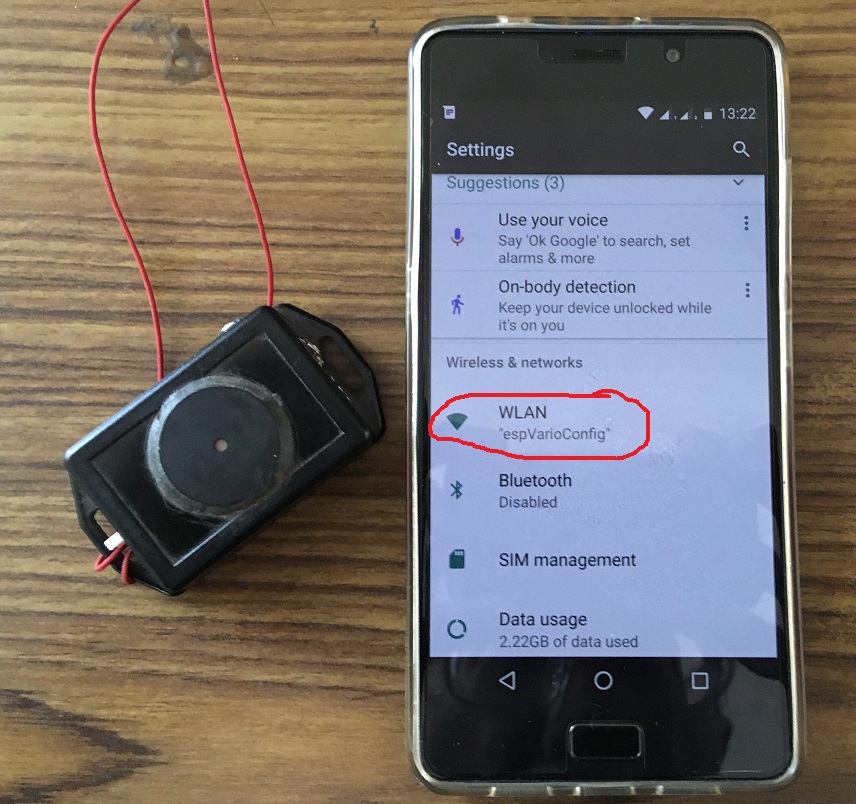 13:22
Settings
Suggestions (3)
Use your voice
Say 'Ok Google' to search, set
alarms & more
On-body detection
Keep your device unlocked while
it's on you
Wireless & networks
WLAN
"espVarioConfig"
Bluetooth
Disabled
SIM management
Data usage
2.22GB of data used